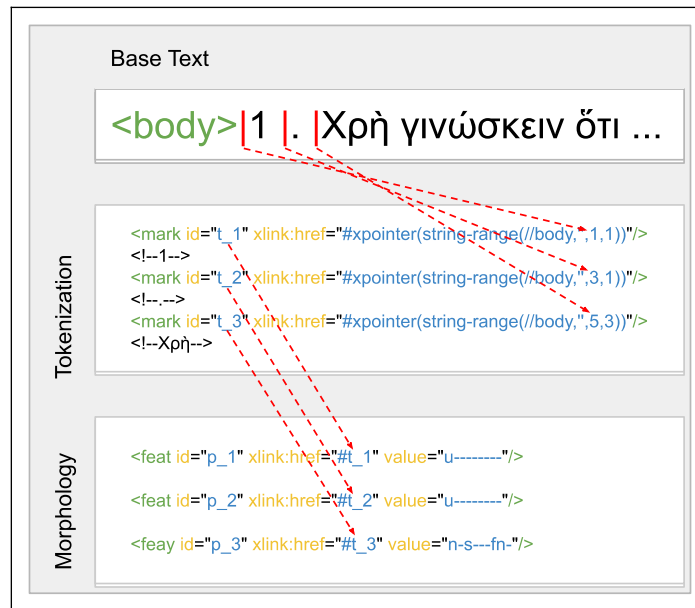 Base Text
<body>|1 |. |Χρὴ γινώσκειν ὅτι ...
Tokenization
<mark id="t_1" xlink:href="#xpointer(string-range(//body,'',1,1))"/>
<!--1-->
<mark id="t_2" xlink:href="#xpointer(string-range(//body,'',3,1))"/>
<!--.-->
<mark id="t_3" xlink:href="#xpointer(string-range(//body,'',5,3))"/>
<!--Χρὴ-->
Morphology
<feat id="p_1" xlink:href="#t_1" value="u--------"/>
<feat id="p_2" xlink:href="#t_2" value="u--------"/>
<feay id="p_3" xlink:href="#t_3" value="n-s---fn-"/>